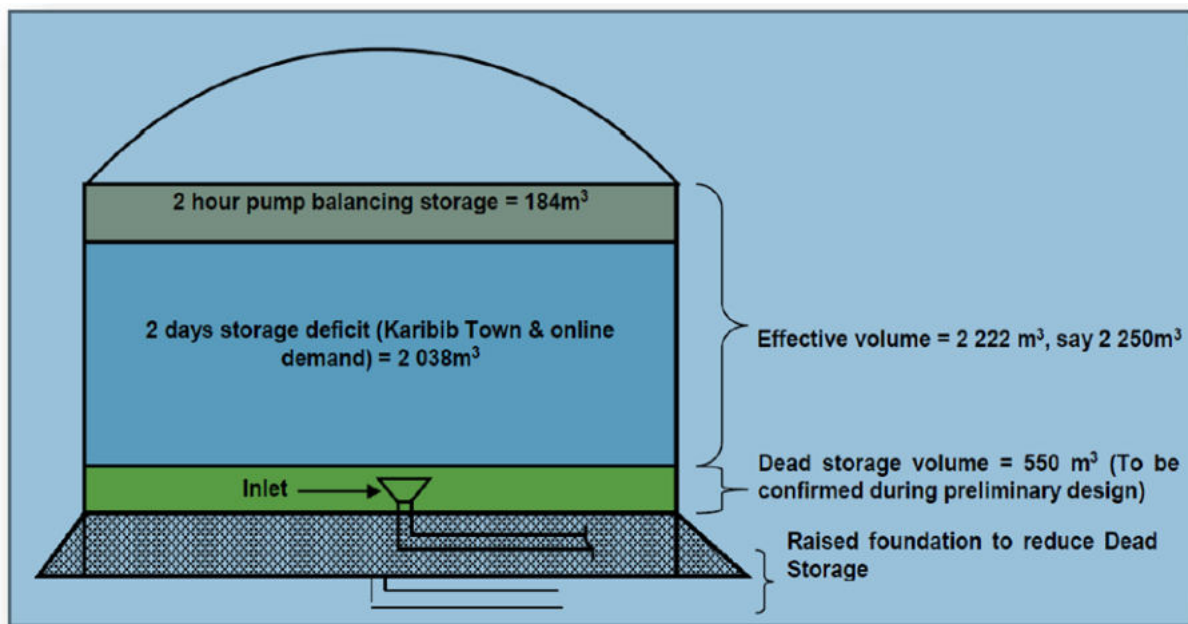 2 hour pump balancing storage = 184m³
2 days storage deficit (Karibib Town & online
demand) = 2 038m³
Effective volume = 2 222 m³, say 2 250m³
Inlet
Dead storage volume = 550 m³ (To be
confirmed during preliminary design)
Raised foundation to reduce Dead
Storage